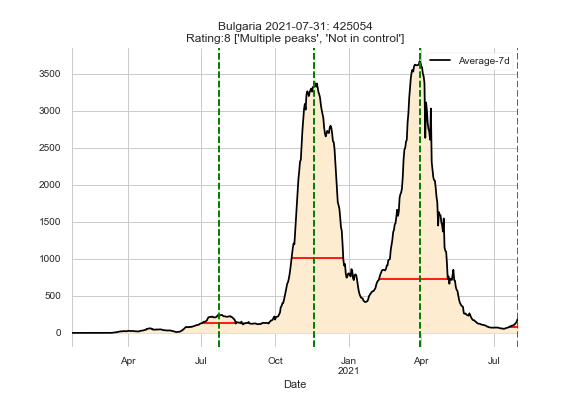 Bulgaria 2021-07-31: 425054
Rating:8 ['Multiple peaks', 'Not in control']
Average-7d
3500
3000
2500
2000
1500
1000
500
0
Apr Jul Oct Jan Apr Jul
2021
Date